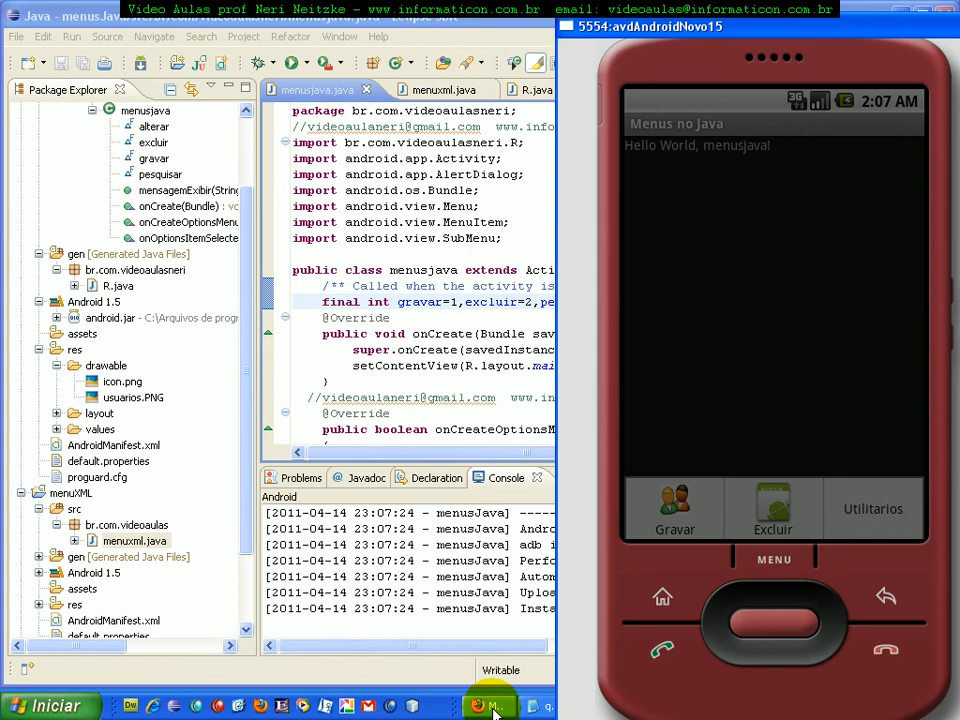 Video Aulas prof Neri Neitzke – www.informaticon.com.br email: videoaulas@informaticon.com.br
File Edit Run Source Search Project Refactor Window Help
Package Explorer
menusjava
alterar
excluir
gravar
pesquisar
mensagemExibir(String
onCreate(Bundle) : vo
onCreateOptionsMenu
onOptionsItemSelecte
gen [Generated Java Files]
br.com.videoaulasneri
R.java
Android 1.5
android.jar - C:\Arquivos de prog
assets
res
drawable
icon.png
usuarios.PNG
layout
values
AndroidManifest.xml
default.properties
proguard.cfg
menuXML
src
br.com.videoaulas
menuxml.java
gen [Generated Java Files]
Android 1.5
assets
res
AndroidManifest.xml
default.properties
menusjava.java menuxml.java R.java
package br.com.videoaulasneri;
//videoaulaneri@gmail.com www.info
import br.com.videoaulasneri.R;
import android.app.Activity;
import android.app.AlertDialog;
import android.os.Bundle;
import android.view.Menu;
import android.view.MenuItem;
import android.view.SubMenu;
public class menusjava extends Acti
/** Called when the activity is
final int gravar=1,excluir=2,pe
@Override
public void onCreate(Bundle sav
super.onCreate(savedInstanc
setContentView(R.layout.mai
}
//videoaulaneri@gmail.com www.in
@Override
public boolean onCreateOptionsM
{
Problems Javadoc Declaration Console
Android
[2011-04-14 23:07:24 - menusJava] -----
[2011-04-14 23:07:24 - menusJava] Andro
[2011-04-14 23:07:24 - menusJava] adb i
[2011-04-14 23:07:24 - menusJava] Perfo
[2011-04-14 23:07:24 - menusJava] Autom
[2011-04-14 23:07:24 - menusJava] Uploa
[2011-04-14 23:07:24 - menusJava] Insta
Writable
Iniciar
M..
q.
5554:avdAndroidNovo15
3G 2:07 AM
Menus no Java
Hello World, menusjava!
Gravar Excluir Utilitarios
MENU